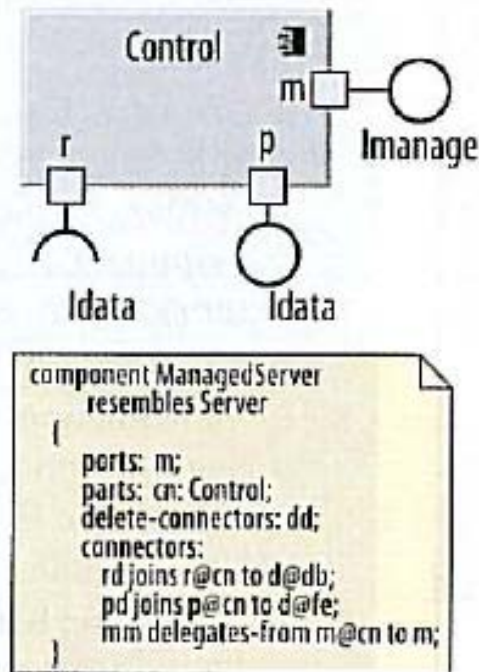 Control
m
Imanage
r
p
Idata
Idata
component ManagedServer
resembles Server
{
ports: m;
parts: cn: Control;
delete-connectors: dd;
connectors:
rd joins r@cn to d@db;
pd joins p@cn to d@fe;
mm delegates-from m@cn to m;
}